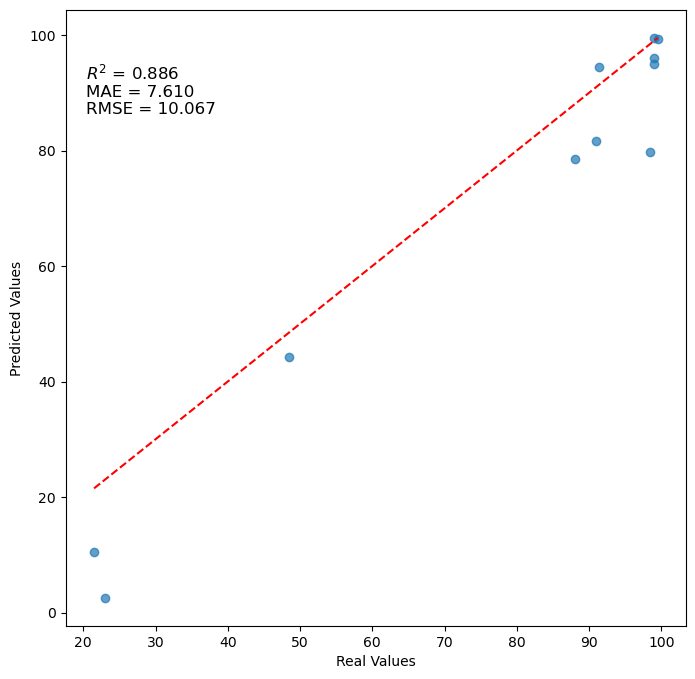 100
80
60
40
20
0
Predicted Values
R² = 0.886
MAE = 7.610
RMSE = 10.067
20 30 40 50 60 70 80 90 100
Real Values